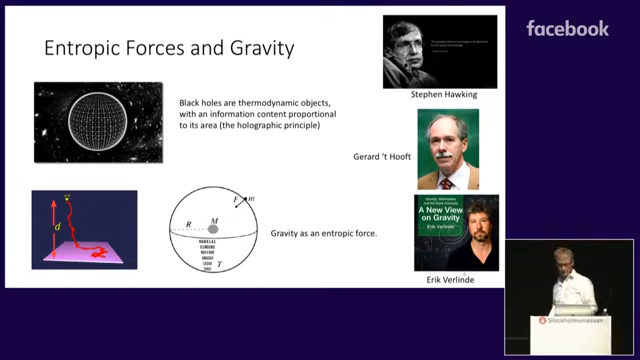 facebook
Entropic Forces and Gravity
Stephen Hawking
Black holes are thermodynamic objects,
with an information content proportional
to its area (the holographic principle)
Gerard 't Hooft
d
F
m
R
M
T
Gravity as an entropic force.
A New View
on Gravity
Erik Verlinde
Erik Verlinde
Stockholmsmässan